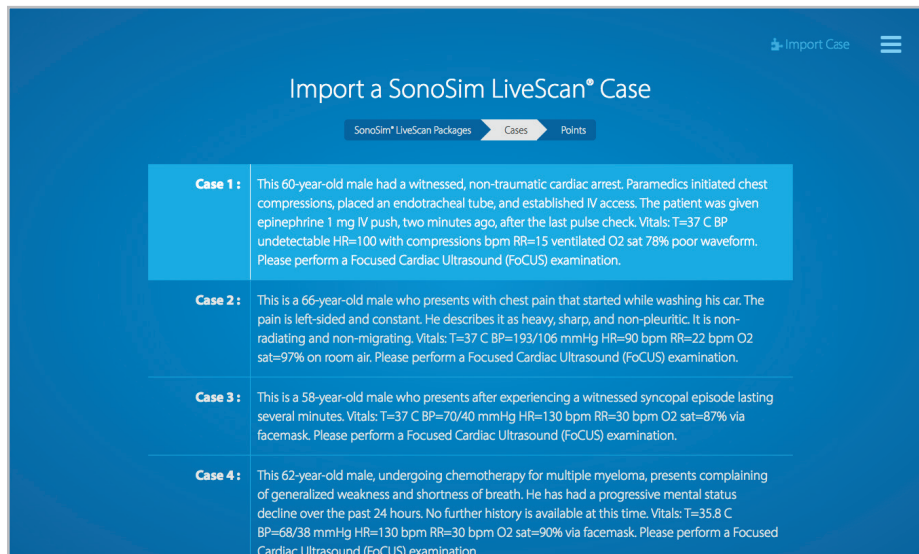 Import Case
Import a SonoSim LiveScan® Case
SonoSim® LiveScan Packages
Cases
Points
Case 1 :
This 60-year-old male had a witnessed, non-traumatic cardiac arrest. Paramedics initiated chest
compressions, placed an endotracheal tube, and established IV access. The patient was given
epinephrine 1 mg IV push, two minutes ago, after the last pulse check. Vitals: T=37 C BP
undetectable HR=100 with compressions bpm RR=15 ventilated O2 sat 78% poor waveform.
Please perform a Focused Cardiac Ultrasound (FoCUS) examination.
Case 2 :
This is a 66-year-old male who presents with chest pain that started while washing his car. The
pain is left-sided and constant. He describes it as heavy, sharp, and non-pleuritic. It is non-
radiating and non-migrating. Vitals: T=37 C BP=193/106 mmHg HR=90 bpm RR=22 bpm O2
sat=97% on room air. Please perform a Focused Cardiac Ultrasound (FoCUS) examination.
Case 3 :
This is a 58-year-old male who presents after experiencing a witnessed syncopal episode lasting
several minutes. Vitals: T=37 C BP=70/40 mmHg HR=130 bpm RR=30 bpm O2 sat=87% via
facemask. Please perform a Focused Cardiac Ultrasound (FoCUS) examination.
Case 4 :
This 62-year-old male, undergoing chemotherapy for multiple myeloma, presents complaining
of generalized weakness and shortness of breath. He has had a progressive mental status
decline over the past 24 hours. No further history is available at this time. Vitals: T=35.8 C
BP=68/38 mmHg HR=130 bpm RR=30 bpm O2 sat=90% via facemask. Please perform a Focused
Cardiac Ultrasound (FoCUS) examination.